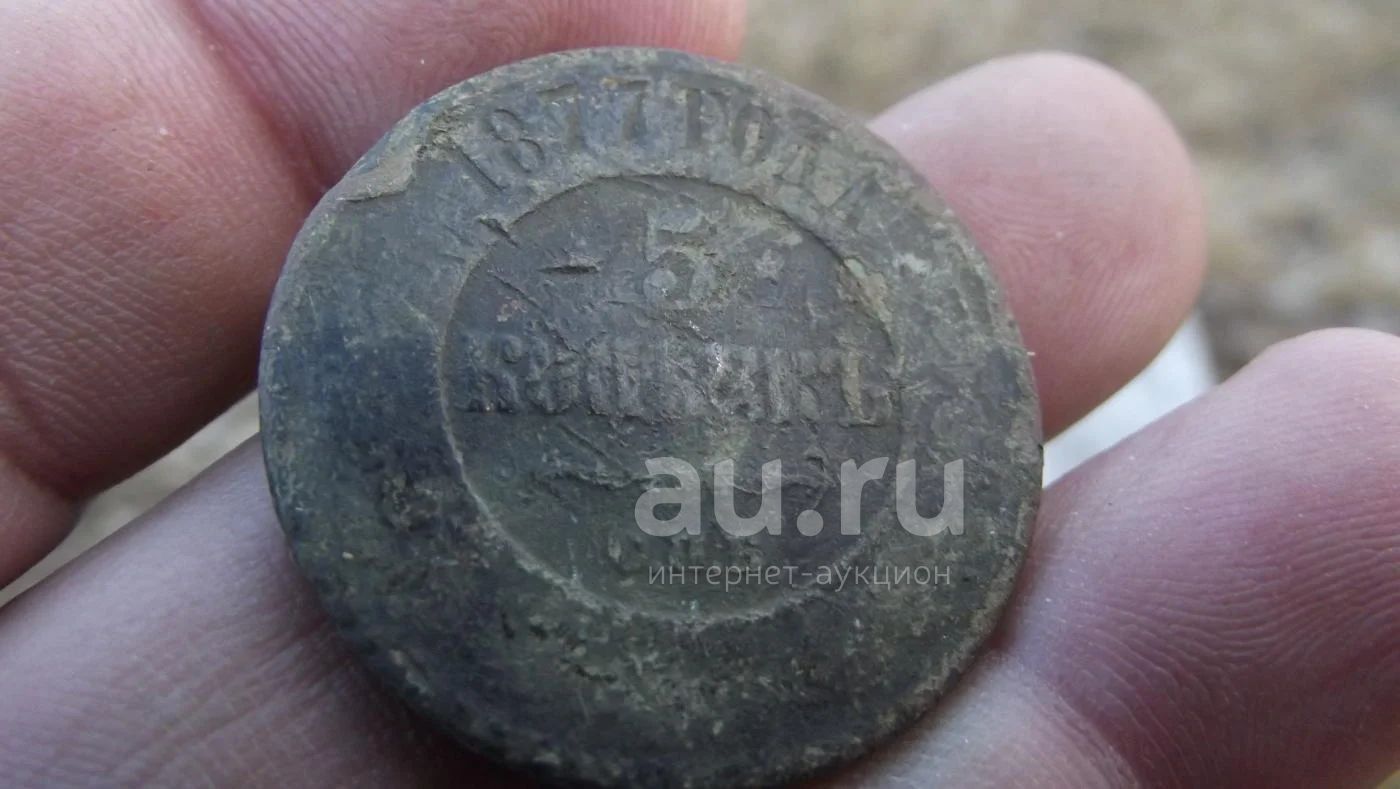 1877 ГОДА
5
КОПѢЕКЪ
au.ru
интернет-аукцион